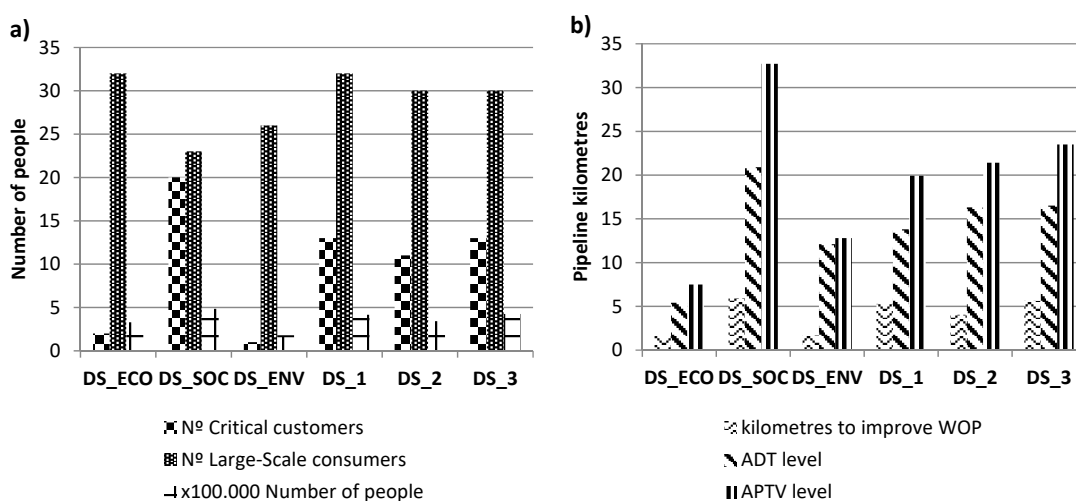 a)
Number of people
35
30
25
20
15
10
5
0
DS_ECO DS_SOC DS_ENV DS_1 DS_2 DS_3
Nº Critical customers
Nº Large-Scale consumers
x100.000 Number of people
b)
Pipeline kilometres
35
30
25
20
15
10
5
0
DS_ECO DS_SOC DS_ENV DS_1 DS_2 DS_3
kilometres to improve WOP
ADT level
APTV level